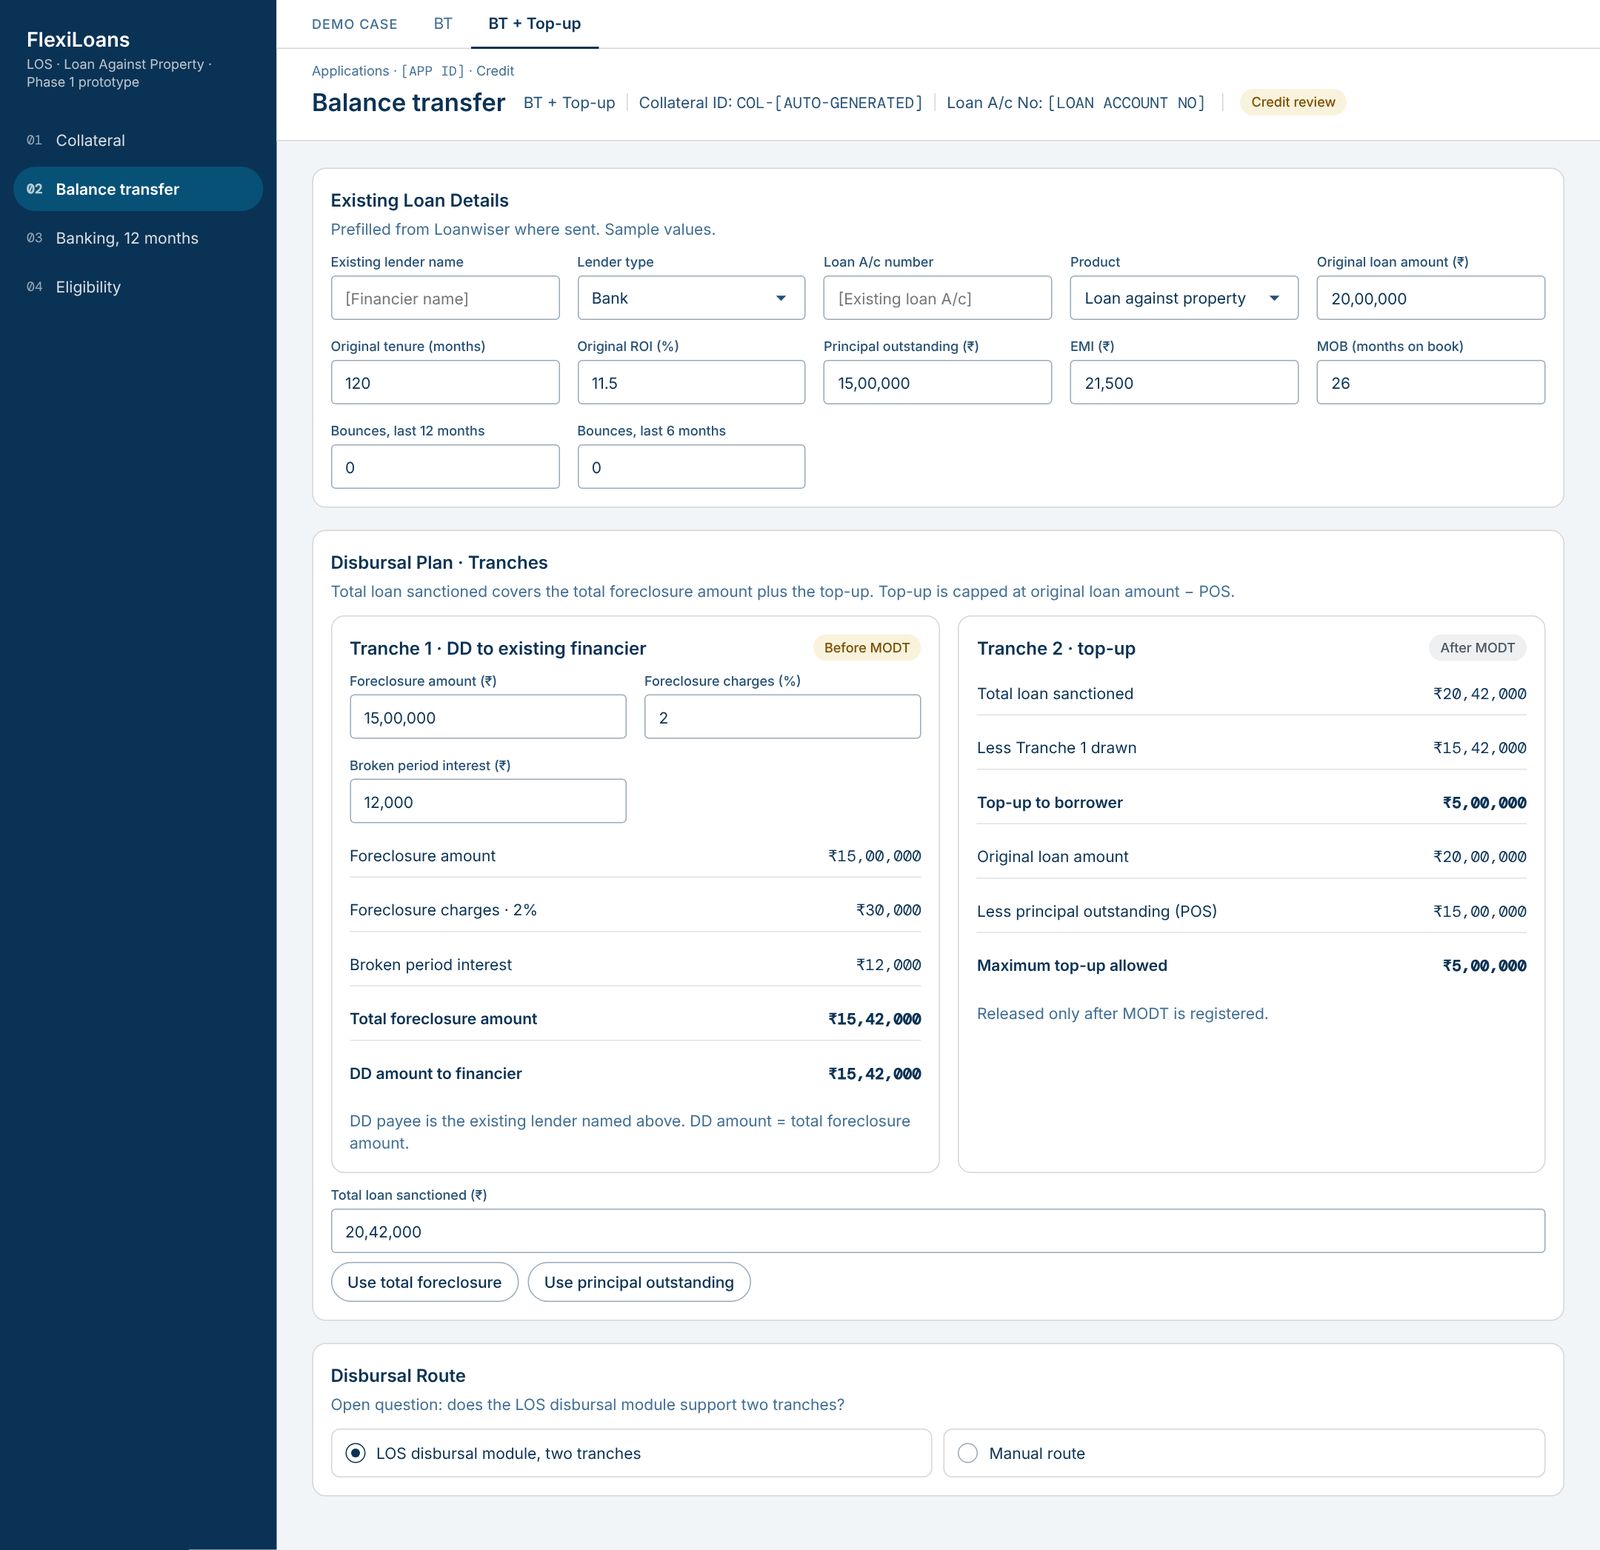 FlexiLoans
LOS · Loan Against Property ·
Phase 1 prototype
01 Collateral
02 Balance transfer
03 Banking, 12 months
04 Eligibility
DEMO CASE BT BT + Top-up
Applications · [APP ID] · Credit
Balance transfer BT + Top-up Collateral ID: COL-[AUTO-GENERATED] Loan A/c No: [LOAN ACCOUNT NO] Credit review
Existing Loan Details
Prefilled from Loanwiser where sent. Sample values.
Existing lender name Lender type Loan A/c number Product Original loan amount (₹)
[Financier name] Bank [Existing loan A/c] Loan against property 20,00,000
Original tenure (months) Original ROI (%) Principal outstanding (₹) EMI (₹) MOB (months on book)
120 11.5 15,00,000 21,500 26
Bounces, last 12 months Bounces, last 6 months
0 0
Disbursal Plan · Tranches
Total loan sanctioned covers the total foreclosure amount plus the top-up. Top-up is capped at original loan amount − POS.
Tranche 1 · DD to existing financier Before MODT
Foreclosure amount (₹) Foreclosure charges (%)
15,00,000 2
Broken period interest (₹)
12,000
Foreclosure amount ₹15,00,000
Foreclosure charges · 2% ₹30,000
Broken period interest ₹12,000
Total foreclosure amount ₹15,42,000
DD amount to financier ₹15,42,000
DD payee is the existing lender named above. DD amount = total foreclosure
amount.
Tranche 2 · top-up After MODT
Total loan sanctioned ₹20,42,000
Less Tranche 1 drawn ₹15,42,000
Top-up to borrower ₹5,00,000
Original loan amount ₹20,00,000
Less principal outstanding (POS) ₹15,00,000
Maximum top-up allowed ₹5,00,000
Released only after MODT is registered.
Total loan sanctioned (₹)
20,42,000
Use total foreclosure Use principal outstanding
Disbursal Route
Open question: does the LOS disbursal module support two tranches?
LOS disbursal module, two tranches Manual route